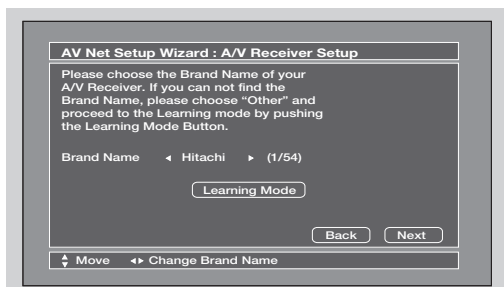 AV Net Setup Wizard : A/V Receiver Setup
Please choose the Brand Name of your
A/V Receiver. If you can not find the
Brand Name, please choose “Other” and
proceed to the Learning mode by pushing
the Learning Mode Button.
Brand Name ◄ Hitachi ► (1/54)
Learning Mode
Back Next
Move ◄► Change Brand Name